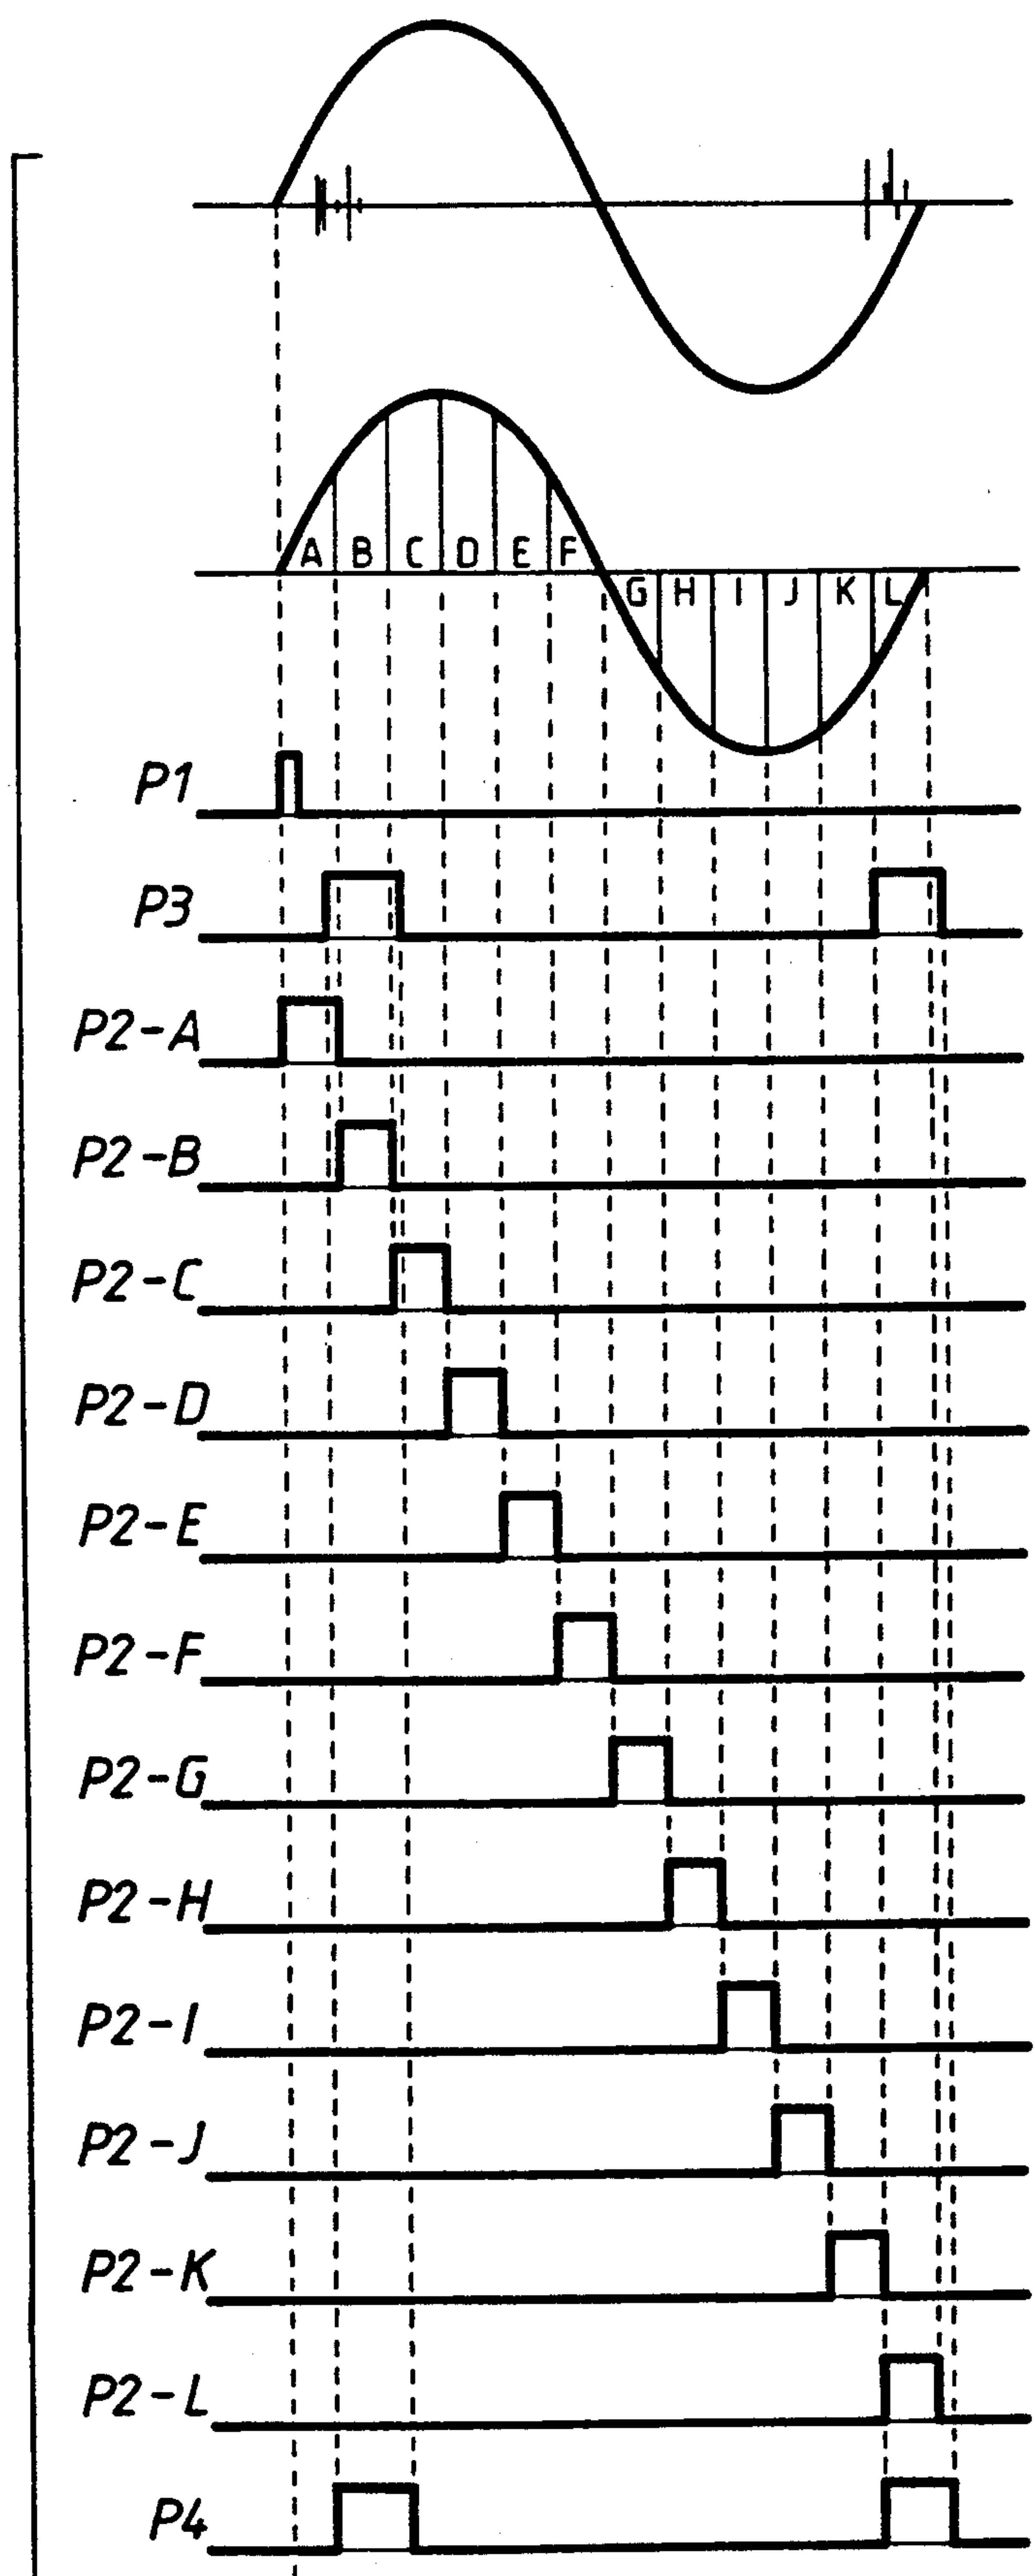 A B C D E F
G H I J K L
P1
P3
P2-A
P2-B
P2-C
P2-D
P2-E
P2-F
P2-G
P2-H
P2-I
P2-J
P2-K
P2-L
P4